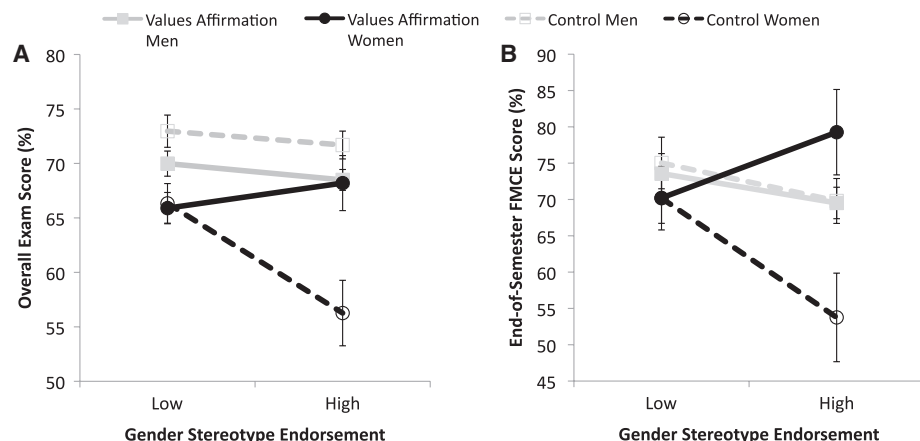 Values Affirmation Men
Values Affirmation Women
Control Men
Control Women
A
80
75
70
65
60
55
50
Overall Exam Score (%)
Low
High
Gender Stereotype Endorsement
B
90
85
80
75
70
65
60
55
50
45
End-of-Semester FMCE Score (%)
Low
High
Gender Stereotype Endorsement